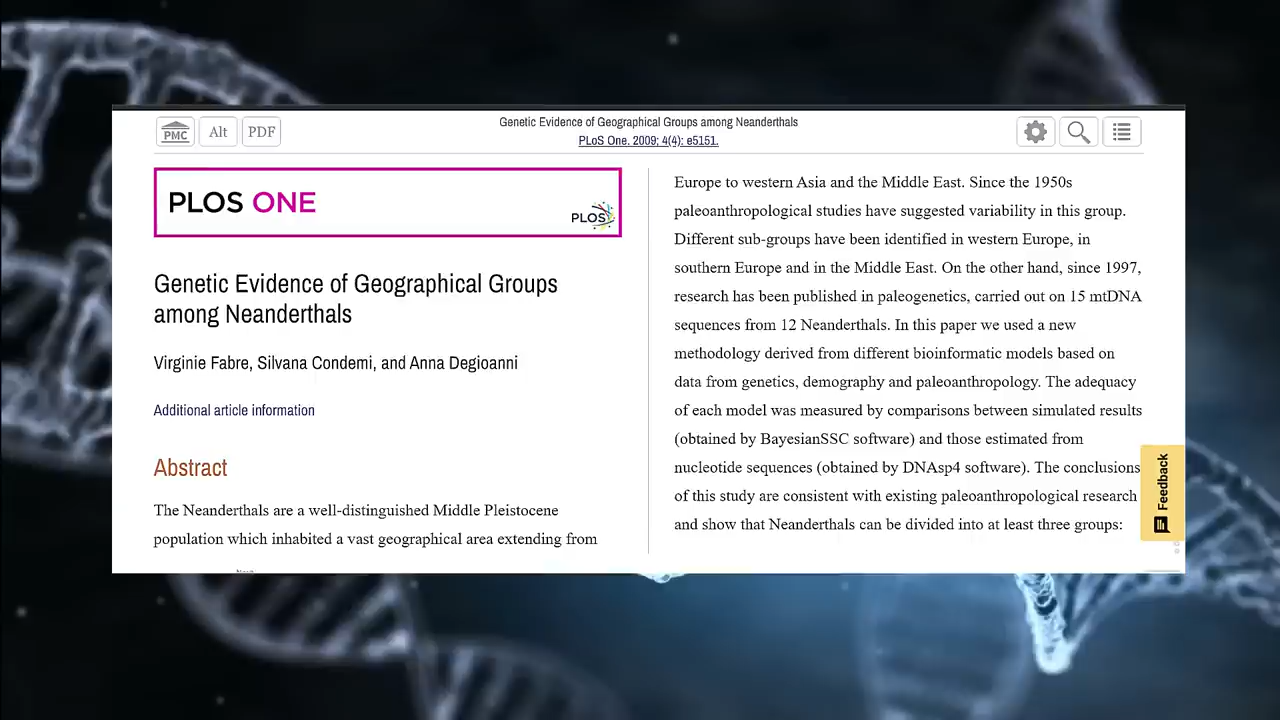 PMC Alt PDF
Genetic Evidence of Geographical Groups among Neanderthals
PLoS One. 2009; 4(4): e5151.
PLOS ONE
PLOS
Genetic Evidence of Geographical Groups
among Neanderthals
Virginie Fabre, Silvana Condemi, and Anna Degioanni
Additional article information
Abstract
The Neanderthals are a well-distinguished Middle Pleistocene
population which inhabited a vast geographical area extending from
Europe to western Asia and the Middle East. Since the 1950s
paleoanthropological studies have suggested variability in this group.
Different sub-groups have been identified in western Europe, in
southern Europe and in the Middle East. On the other hand, since 1997,
research has been published in paleogenetics, carried out on 15 mtDNA
sequences from 12 Neanderthals. In this paper we used a new
methodology derived from different bioinformatic models based on
data from genetics, demography and paleoanthropology. The adequacy
of each model was measured by comparisons between simulated results
(obtained by BayesianSSC software) and those estimated from
nucleotide sequences (obtained by DNAsp4 software). The conclusions
of this study are consistent with existing paleoanthropological research
and show that Neanderthals can be divided into at least three groups:
Feedback